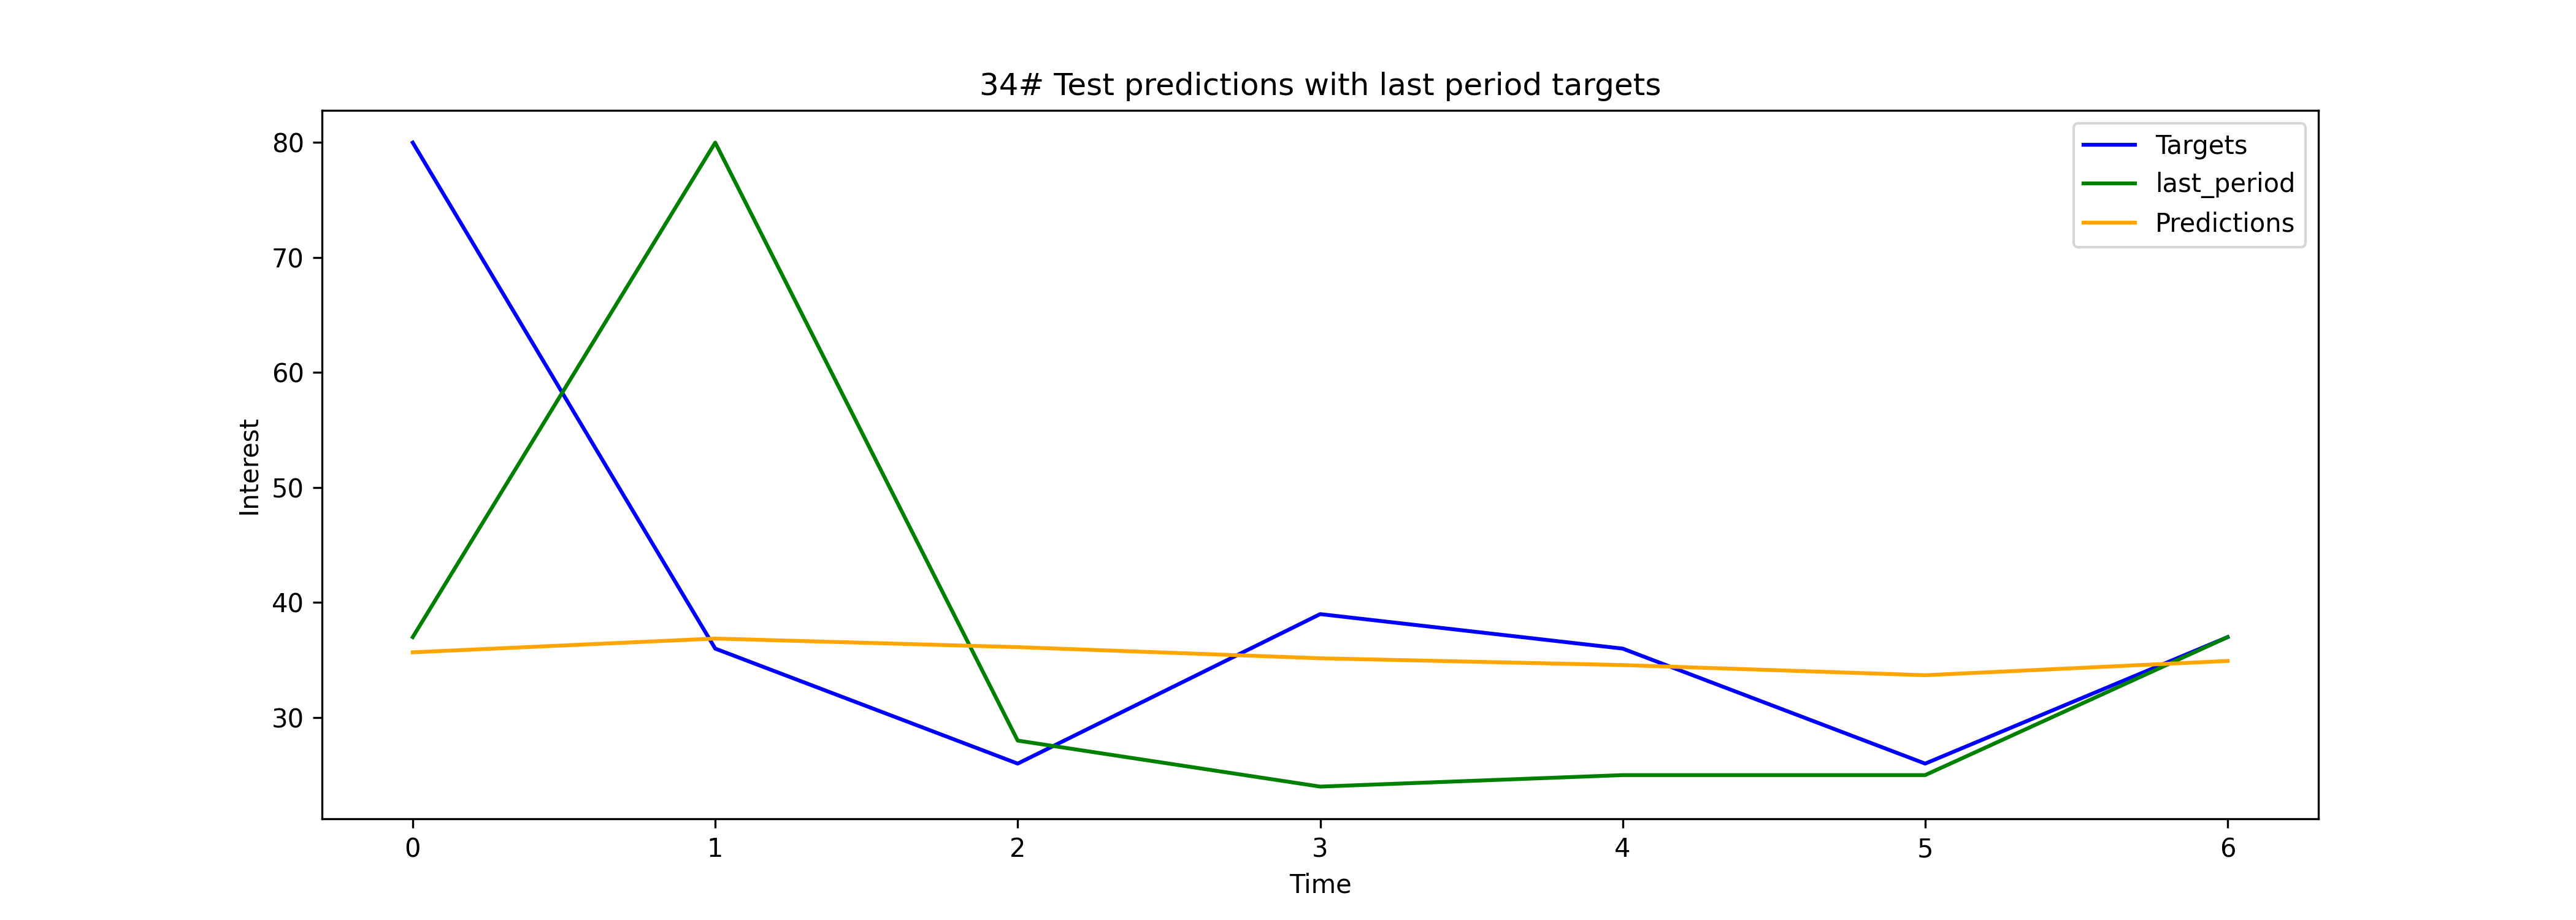 34# Test predictions with last period targets
Targets
last_period
Predictions
80
70
60
50
40
30
Interest
0 1 2 3 4 5 6
Time